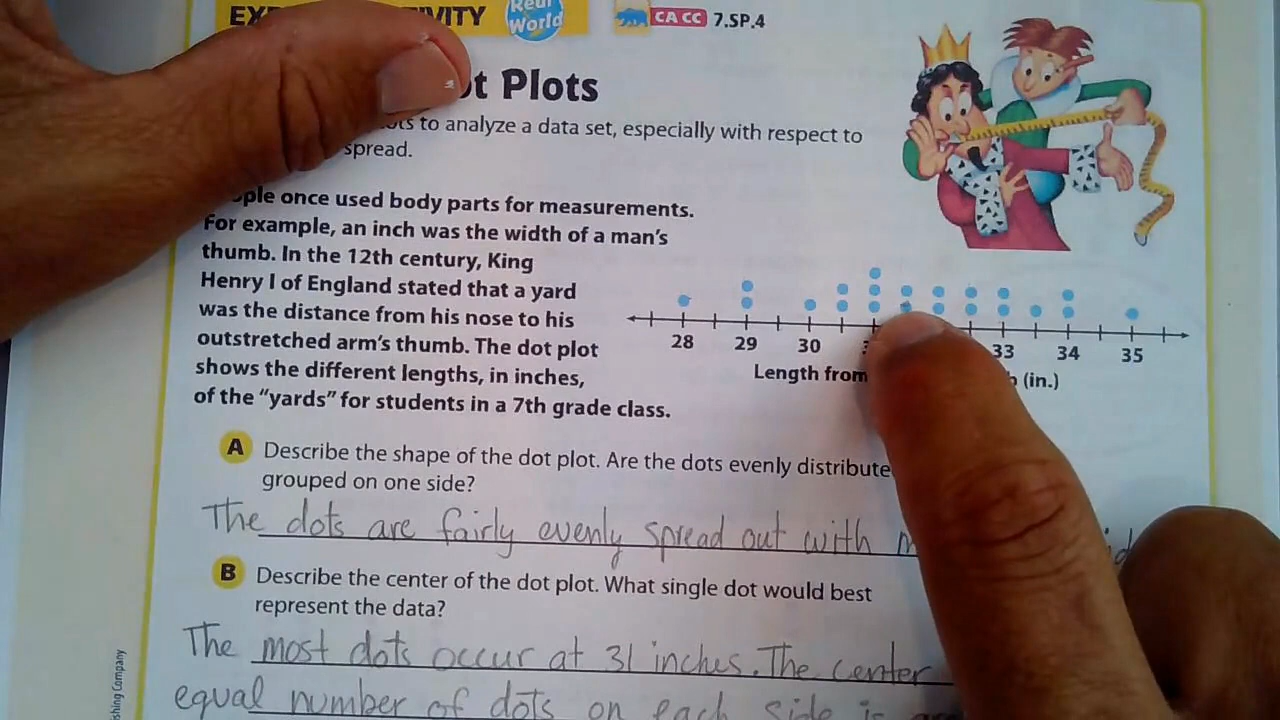 Real
World
CA CC 7.SP.4
Plots
to analyze a data set, especially with respect to
spread.
once used body parts for measurements.
For example, an inch was the width of a man's
thumb. In the 12th century, King
Henry I of England stated that a yard
was the distance from his nose to his
outstretched arm's thumb. The dot plot
shows the different lengths, in inches,
of the "yards" for students in a 7th grade class.
28 29 30 33 34 35
Length from (in.)
A Describe the shape of the dot plot. Are the dots evenly
grouped on one side?
The dots are fairly evenly spread out with
B Describe the center of the dot plot. What single dot would best
represent the data?
The most dots occur at 31 inches. The center
equal number of dots on each side is
Company